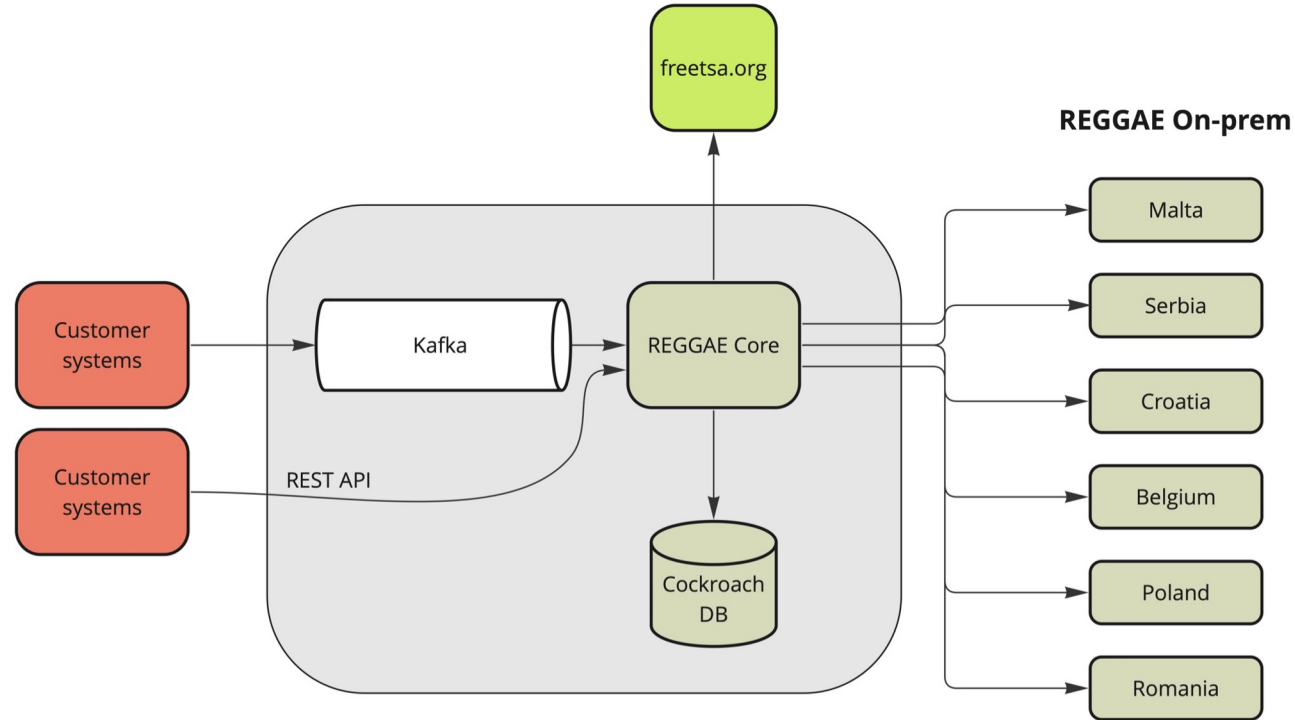 freetsa.org
REGGAE On-prem
Malta
Serbia
Customer
systems
Kafka
REGGAE Core
Croatia
Customer
systems
REST API
Belgium
Cockroach
DB
Poland
Romania